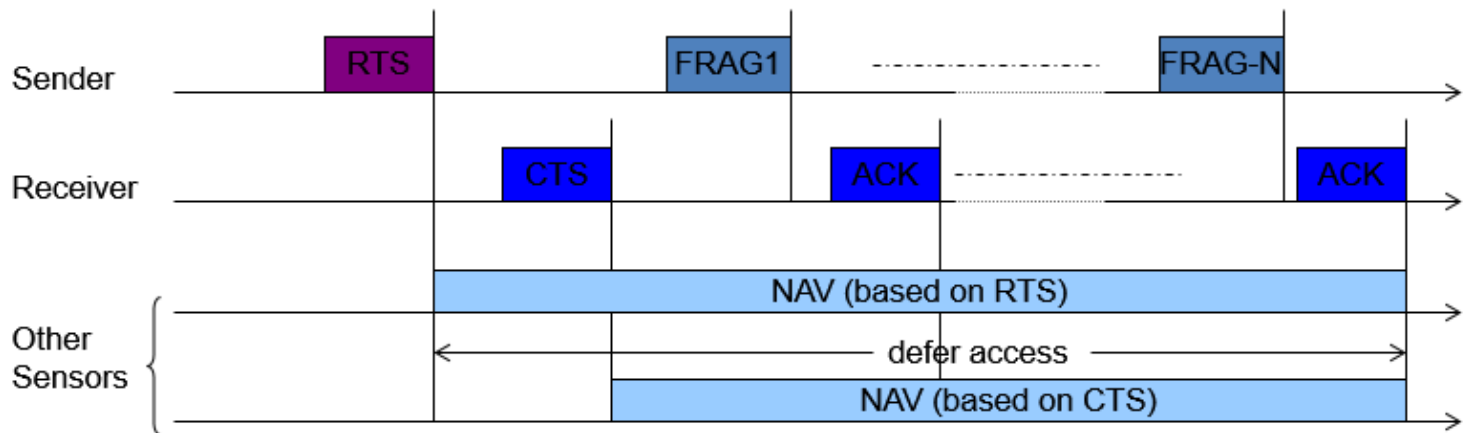 Sender
RTS
FRAG1
FRAG-N
Receiver
CTS
ACK
ACK
NAV (based on RTS)
Other
Sensors
defer access
NAV (based on CTS)